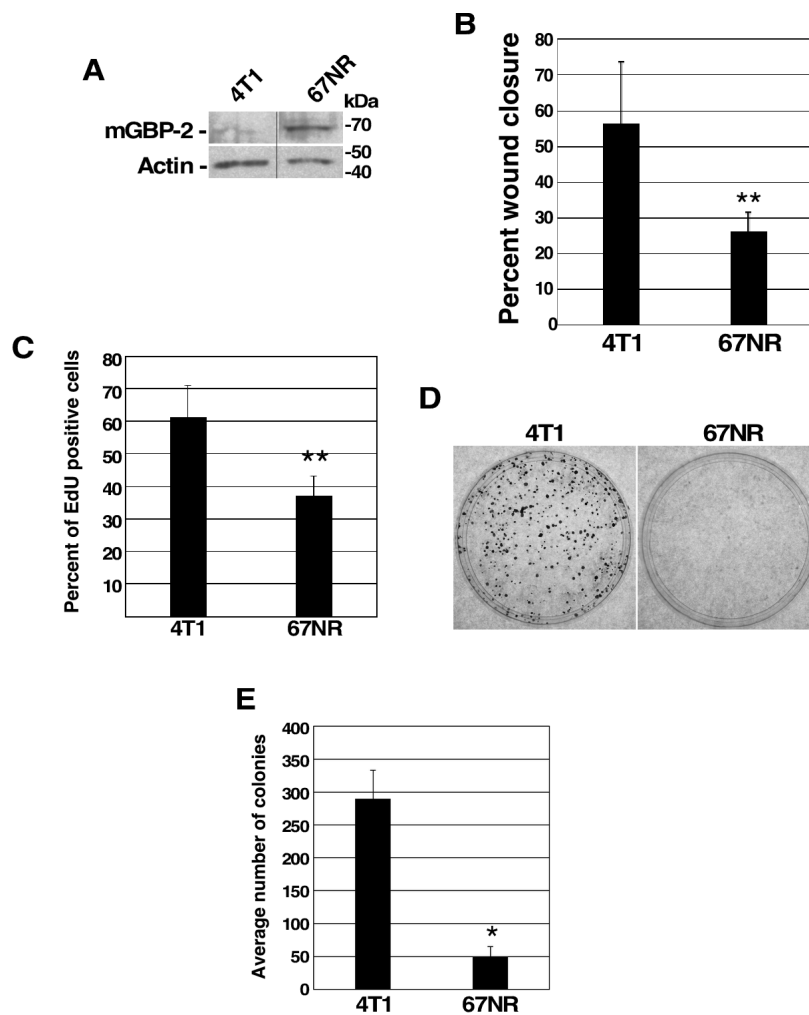 A
4T1
67NR
kDa
mGBP-2 -
-70
Actin -
-50
-40
B
Percent wound closure
80
70
60
50
40
30
20
10
0
**
4T1
67NR
C
Percent of EdU positive cells
80
70
60
50
40
30
20
10
**
4T1
67NR
D
4T1
67NR
E
Average number of colonies
400
350
300
250
200
150
100
50
0
*
4T1
67NR